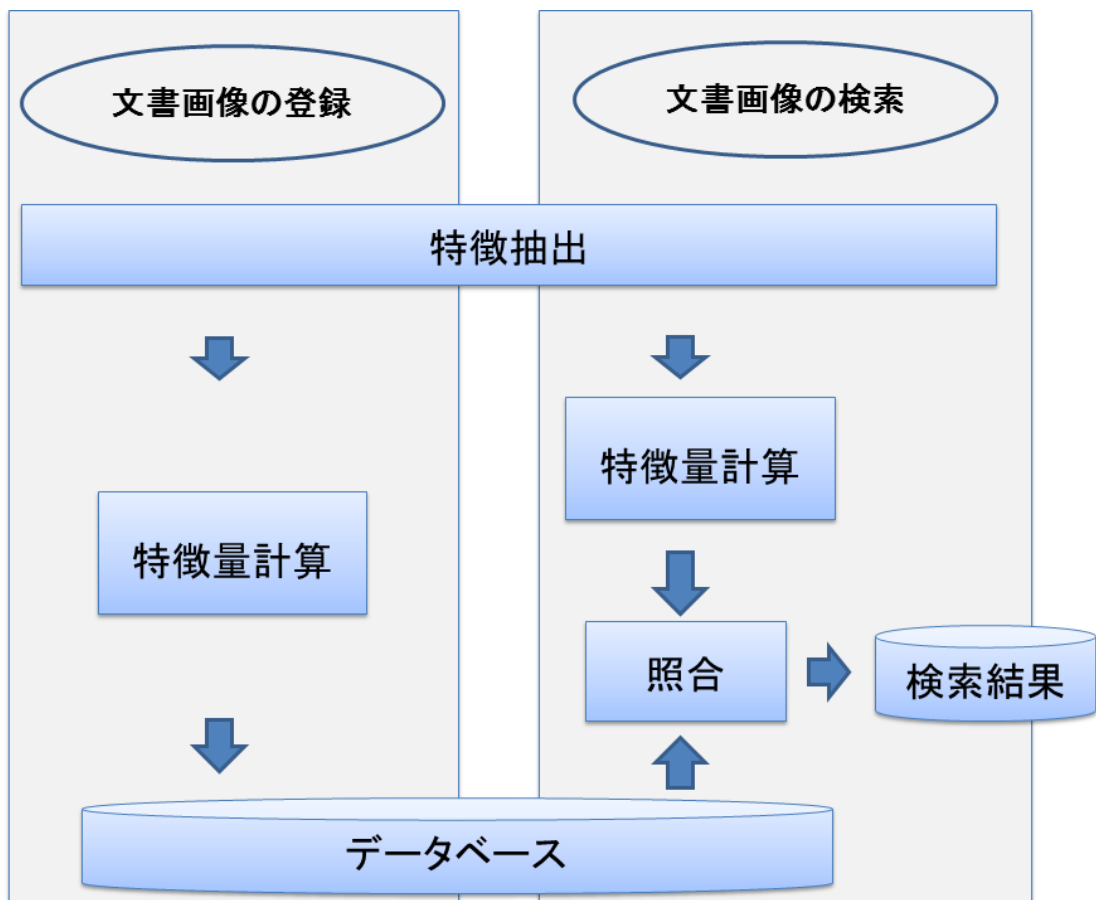 文書画像の登録
文書画像の検索
特徴抽出
特徴量計算
特徴量計算
照合
検索結果
データベース